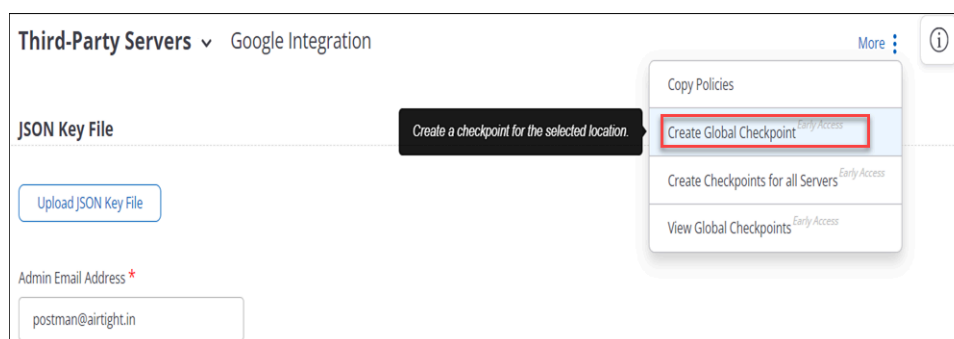 Third-Party Servers Google Integration
More
Copy Policies
JSON Key File
Create a checkpoint for the selected location.
Create Global Checkpoint Early Access
Create Checkpoints for all Servers Early Access
Upload JSON Key File
View Global Checkpoints Early Access
Admin Email Address *
postman@airtight.in